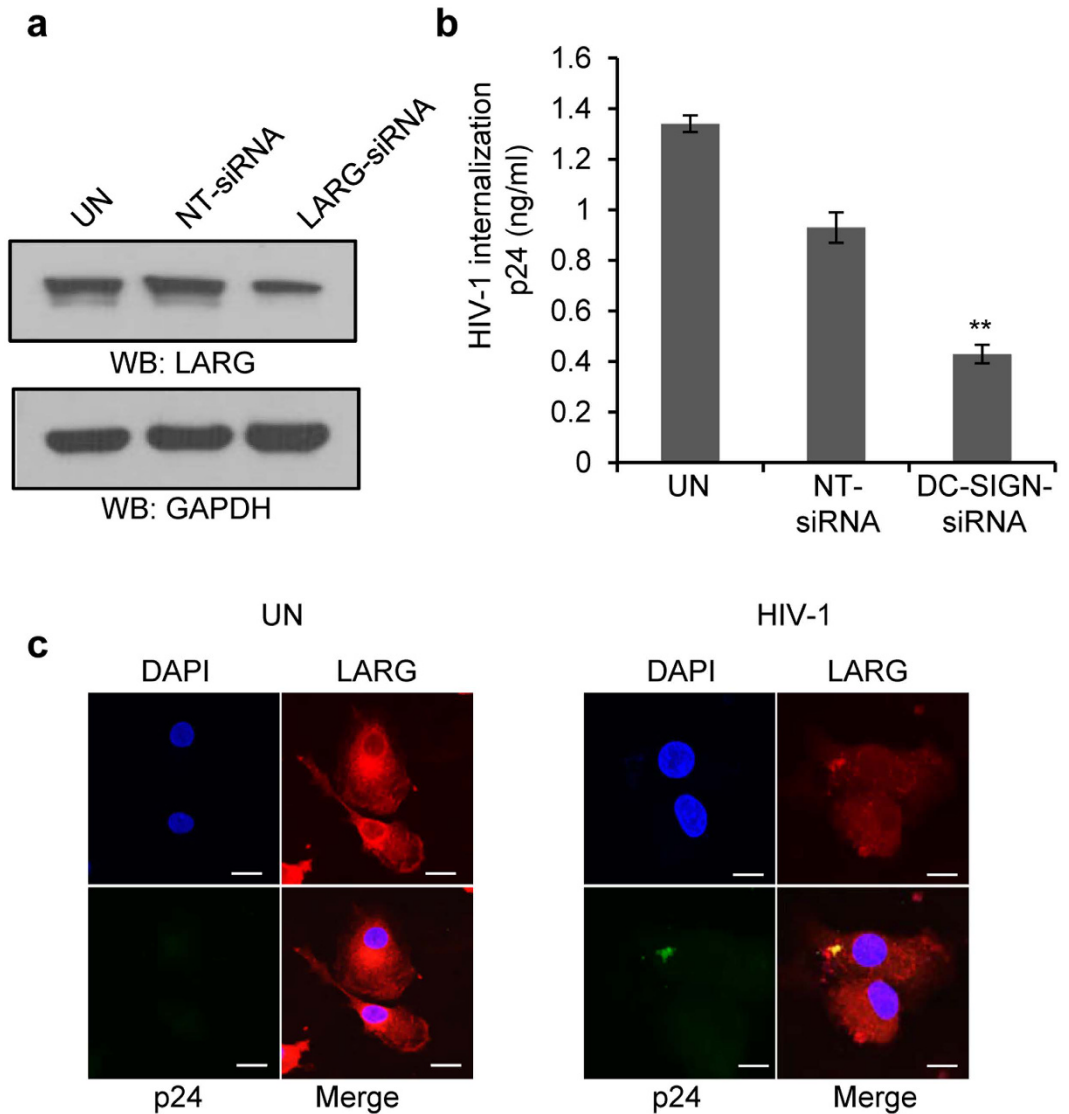 a
UN
NT-siRNA
LARG-siRNA
WB: LARG
WB: GAPDH
b
HIV-1 internalization
p24 (ng/ml)
1.6
1.4
1.2
1
0.8
0.6
0.4
0.2
0
**
UN
NT-
siRNA
DC-SIGN-
siRNA
c
UN
HIV-1
DAPI
LARG
DAPI
LARG
p24
Merge
p24
Merge